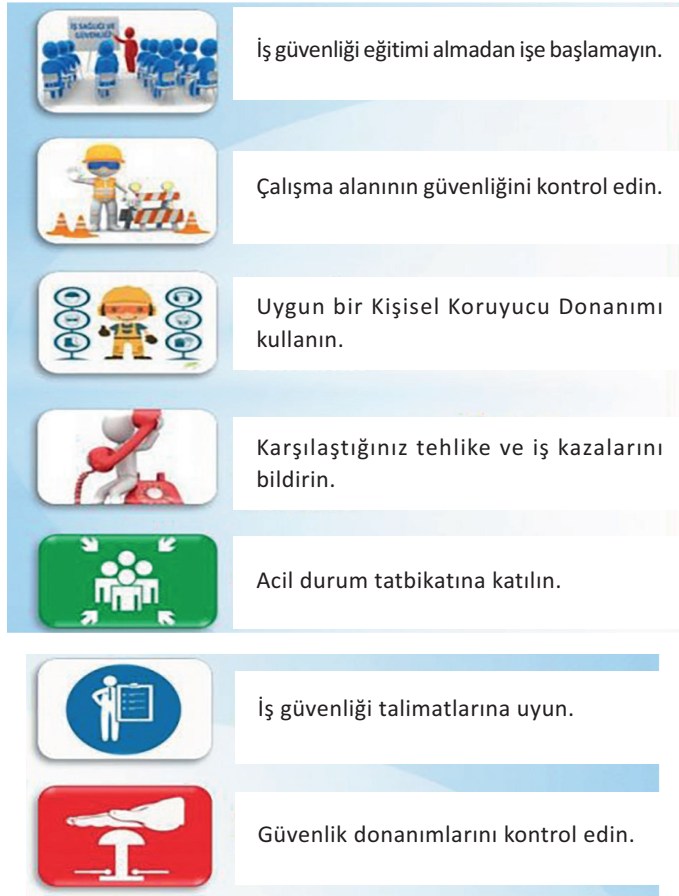 İŞ SAĞLIĞI VE
GÜVENLİĞİ
İş güvenliği eğitimi almadan işe başlamayın.
Çalışma alanının güvenliğini kontrol edin.
Uygun bir Kişisel Koruyucu Donanımı
kullanın.
Karşılaştığınız tehlike ve iş kazalarını
bildirin.
Acil durum tatbikatına katılın.
İş güvenliği talimatlarına uyun.
Güvenlik donanımlarını kontrol edin.